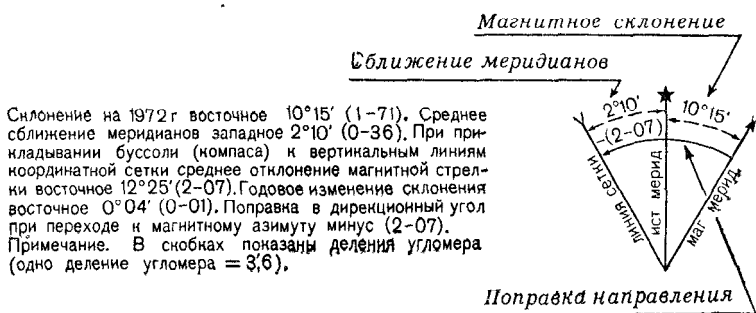 Магнитное склонение
Сближение меридианов
Склонение на 1972 г восточное 10°15′ (1-71). Среднее
сближение меридианов западное 2°10′ (0-36). При при-
кладывании буссоли (компаса) к вертикальным линиям
координатной сетки среднее отклонение магнитной стрел-
ки восточное 12°25′ (2-07). Годовое изменение склонения
восточное 0°04′ (0-01). Поправка в дирекционный угол
при переходе к магнитному азимуту минус (2-07).
Примечание. В скобках показаны деления угломера
(одно деление угломера = 3,′6).
2°10′
10°15′
-(2-07)
линия сетки
ист мерид
маг мерид.
Поправка направления